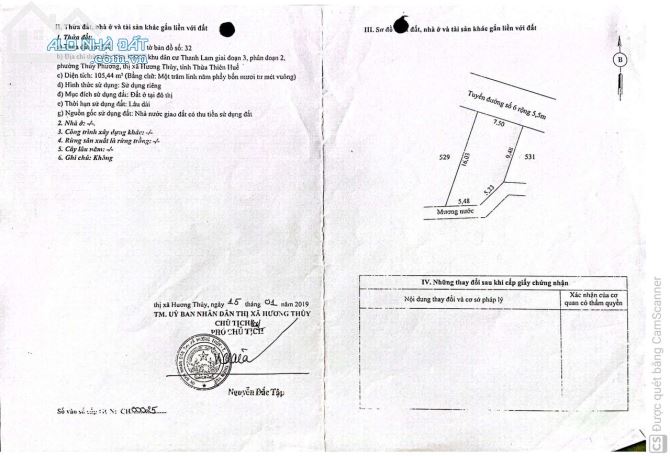 II. Thửa đất, nhà ở và tài sản khác gắn liền với đất
1. Thửa đất:
ALO NHÀ ĐẤT
.com.vn
tờ bản đồ số: 32
b) Địa chỉ khu dân cư Thanh Lam giai đoạn 3, phân đoạn 2,
phường Thủy Phương, thị xã Hương Thủy, tỉnh Thừa Thiên Huế
c) Diện tích: 105,44 m² (Bằng chữ: Một trăm linh năm phẩy bốn mươi tư mét vuông)
d) Hình thức sử dụng: Sử dụng riêng
đ) Mục đích sử dụng đất: Đất ở tại đô thị
e) Thời hạn sử dụng đất: Lâu dài
g) Nguồn gốc sử dụng đất: Nhà nước giao đất có thu tiền sử dụng đất
2. Nhà ở: -/-
3. Công trình xây dựng khác: -/-
4. Rừng sản xuất là rừng trồng: -/-
5. Cây lâu năm: -/-
6. Ghi chú: Không
thị xã Hương Thủy, ngày 15 tháng 01 năm 2019
TM. UỶ BAN NHÂN DÂN THỊ XÃ HƯƠNG THỦY
CHỦ TỊCH
PHÓ CHỦ TỊCH
Nguyễn Đắc Tập
Số vào sổ cấp GCN: CH00025
III. Sơ đồ đất, nhà ở và tài sản khác gắn liền với đất
B
Tuyến đường số 6 rộng 5,5m
7,50
529
16,03
9,48
531
5,23
5,48
Mương nước
IV. Những thay đổi sau khi cấp giấy chứng nhận
Nội dung thay đổi và cơ sở pháp lý
Xác nhận của cơ
quan có thẩm quyền
CS Được quét bằng CamScanner